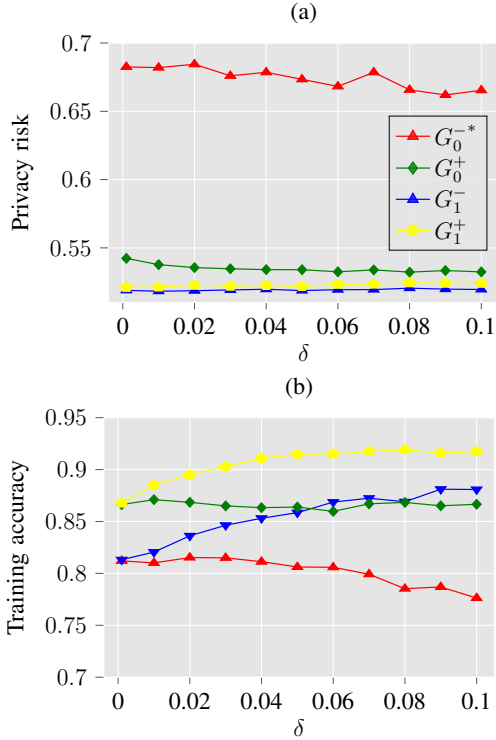 (a)
0.7
0.65
0.6
0.55
Privacy risk
G_0^{-*}
G_0^+
G_1^-
G_1^+
0 0.02 0.04 0.06 0.08 0.1
δ
(b)
0.95
0.9
0.85
0.8
0.75
0.7
Training accuracy
0 0.02 0.04 0.06 0.08 0.1
δ